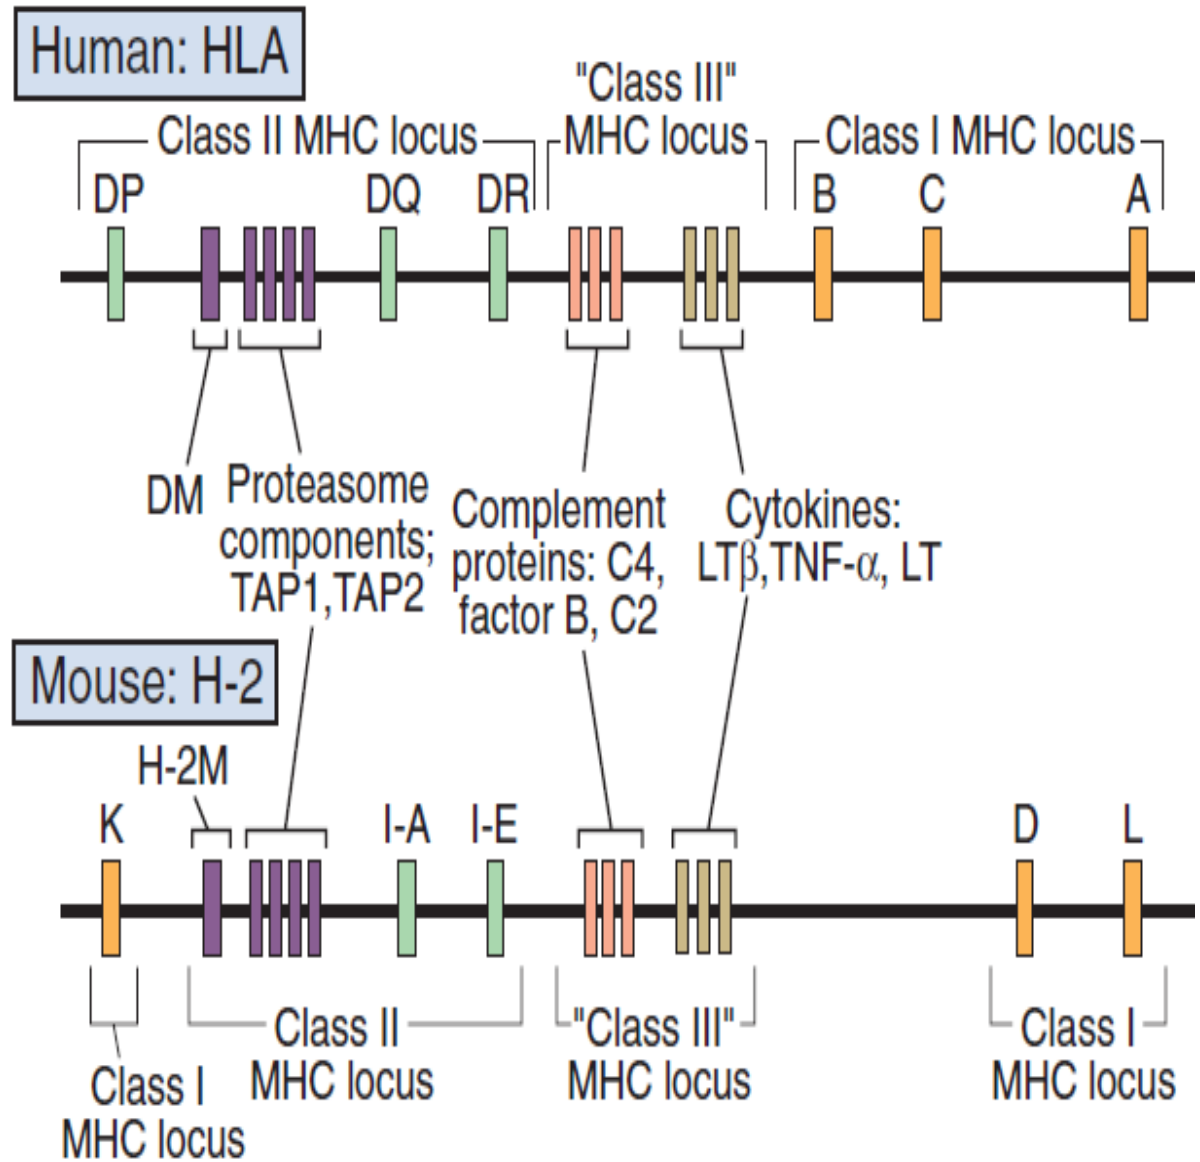 Human: HLA
"Class III"
Class II MHC locus
MHC locus
Class I MHC locus
DP
DQ
DR
B
C
A
DM
Proteasome
components;
TAP1,TAP2
Complement
proteins: C4,
factor B, C2
Cytokines:
LTβ,TNF-α, LT
Mouse: H-2
H-2M
K
I-A
I-E
D
L
Class I
MHC locus
Class II
MHC locus
"Class III"
MHC locus
Class I
MHC locus